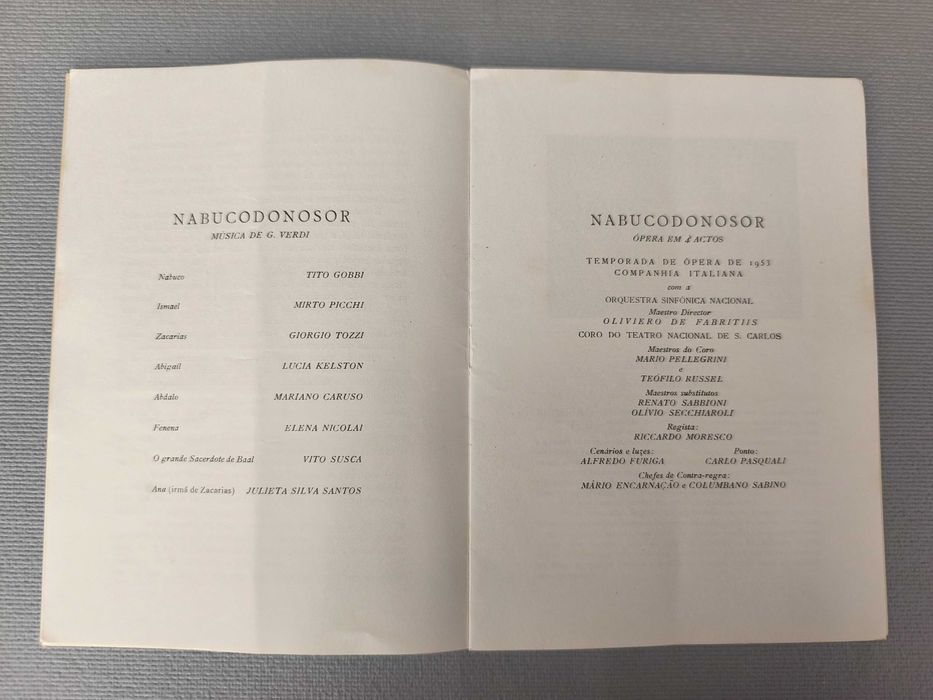 NABUCODONOSOR
MÚSICA DE G. VERDI
Nabuco TITO GOBBI
Ismael MIRTO PICCHI
Zacarias GIORGIO TOZZI
Abigail LUCIA KELSTON
Abdalo MARIANO CARUSO
Fenena ELENA NICOLAI
O grande Sacerdote de Baal VITO SUSCA
Ana (irmã de Zacarias) JULIETA SILVA SANTOS
NABUCODONOSOR
ÓPERA EM 4 ACTOS
TEMPORADA DE ÓPERA DE 1953
COMPANHIA ITALIANA
com a
ORQUESTRA SINFÓNICA NACIONAL
Maestro Director
OLIVIERO DE FABRITIIS
CORO DO TEATRO NACIONAL DE S. CARLOS
Maestros do Coro
MARIO PELLEGRINI
e
TEÓFILO RUSSEL
Maestros substitutos
RENATO SABBIONI
OLÍVIO SECCHIAROLI
Regista:
RICCARDO MORESCO
Cenários e luzes: Ponto:
ALFREDO FURIGA CARLO PASQUALI
Chefes de Contra-regra:
MÁRIO ENCARNAÇÃO e COLUMBANO SABINO